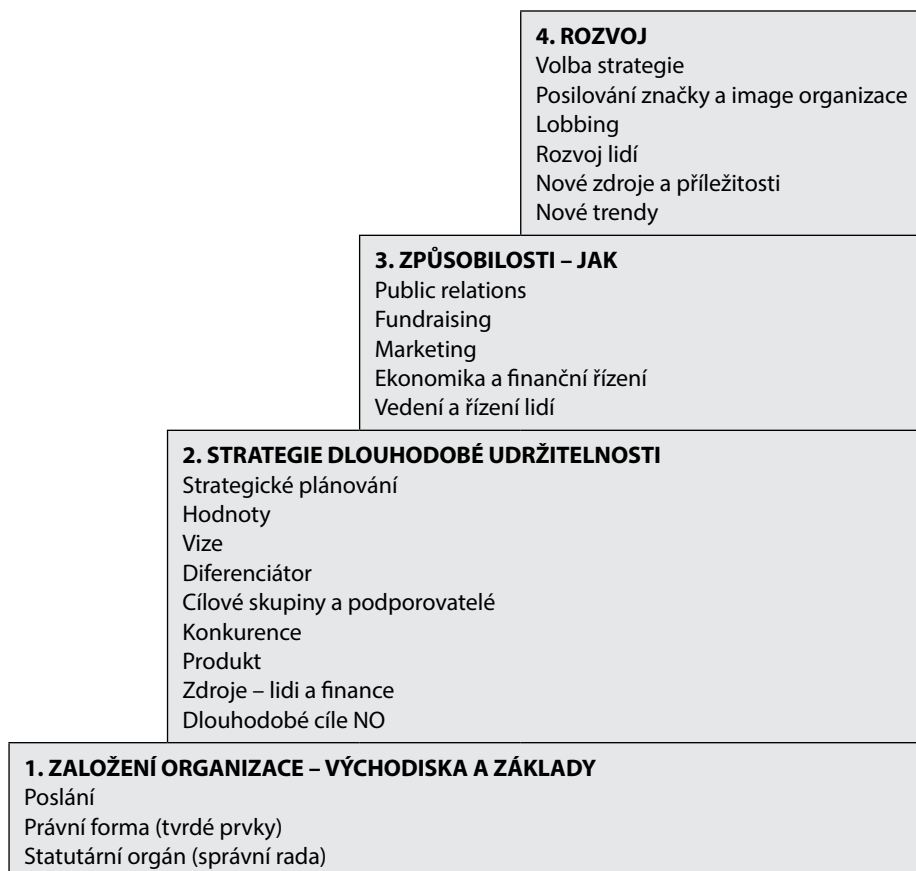 4. ROZVOJ
Volba strategie
Posilování značky a image organizace
Lobbing
Rozvoj lidí
Nové zdroje a příležitosti
Nové trendy
3. ZPŮSOBILOSTI – JAK
Public relations
Fundraising
Marketing
Ekonomika a finanční řízení
Vedení a řízení lidí
2. STRATEGIE DLOUHODOBÉ UDRŽITELNOSTI
Strategické plánování
Hodnoty
Vize
Diferenciátor
Cílové skupiny a podporovatelé
Konkurence
Produkt
Zdroje – lidi a finance
Dlouhodobé cíle NO
1. ZALOŽENÍ ORGANIZACE – VÝCHODISKA A ZÁKLADY
Poslání
Právní forma (tvrdé prvky)
Statutární orgán (správní rada)